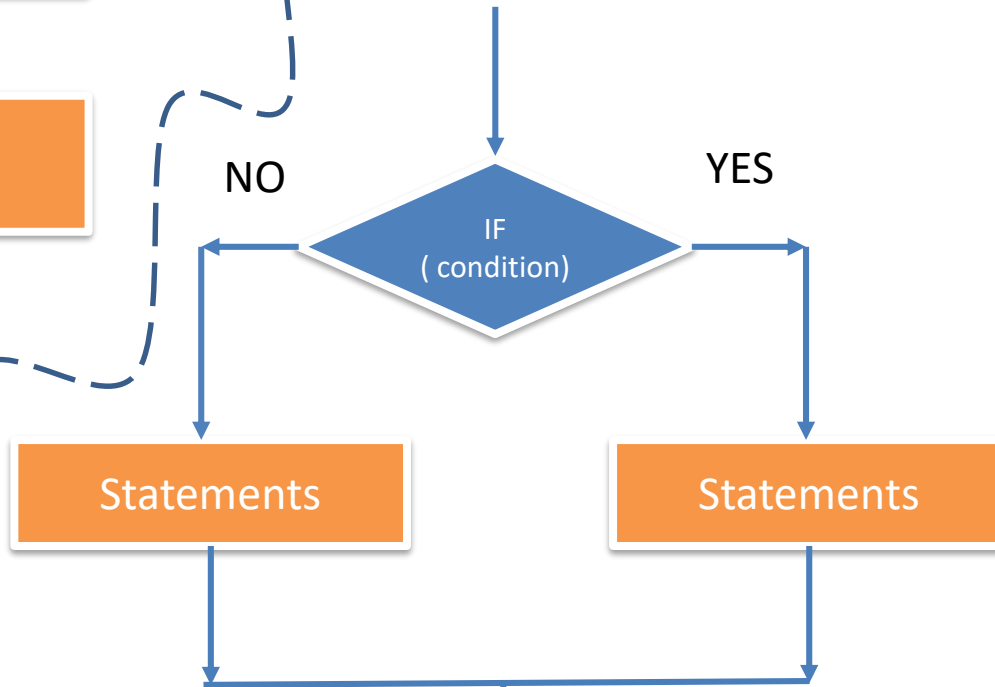 NO
YES
IF
( condition)
Statements
Statements